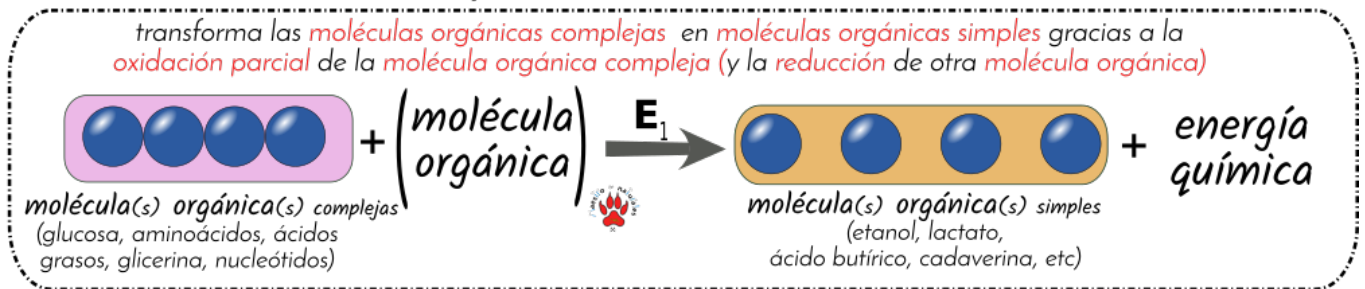 transforma las moléculas orgánicas complejas en moléculas orgánicas simples gracias a la
oxidación parcial de la molécula orgánica compleja (y la reducción de otra molécula orgánica)
+ (molécula
orgánica)
E1
+ energía
química
molécula(s) orgánica(s) complejas
(glucosa, aminoácidos, ácidos
grasos, glicerina, nucleótidos)
molécula(s) orgánica(s) simples
(etanol, lactato,
ácido butírico, cadaverina, etc)